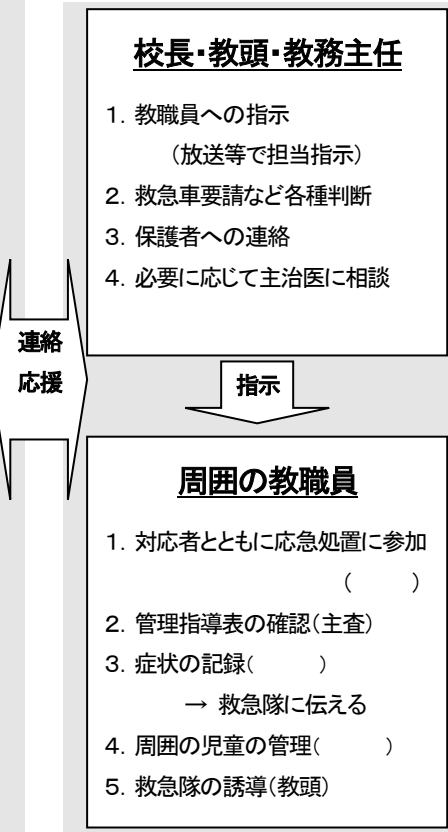 校長・教頭・教務主任
１．教職員への指示
（放送等で担当指示）
２．救急車要請など各種判断
３．保護者への連絡
４．必要に応じて主治医に相談
連絡
応援
指示
周囲の教職員
１．対応者とともに応急処置に参加
（　　　）
２．管理指導表の確認（主査）
３．症状の記録（　　　）
→ 救急隊に伝える
４．周囲の児童の管理（　　　）
５．救急隊の誘導（教頭）